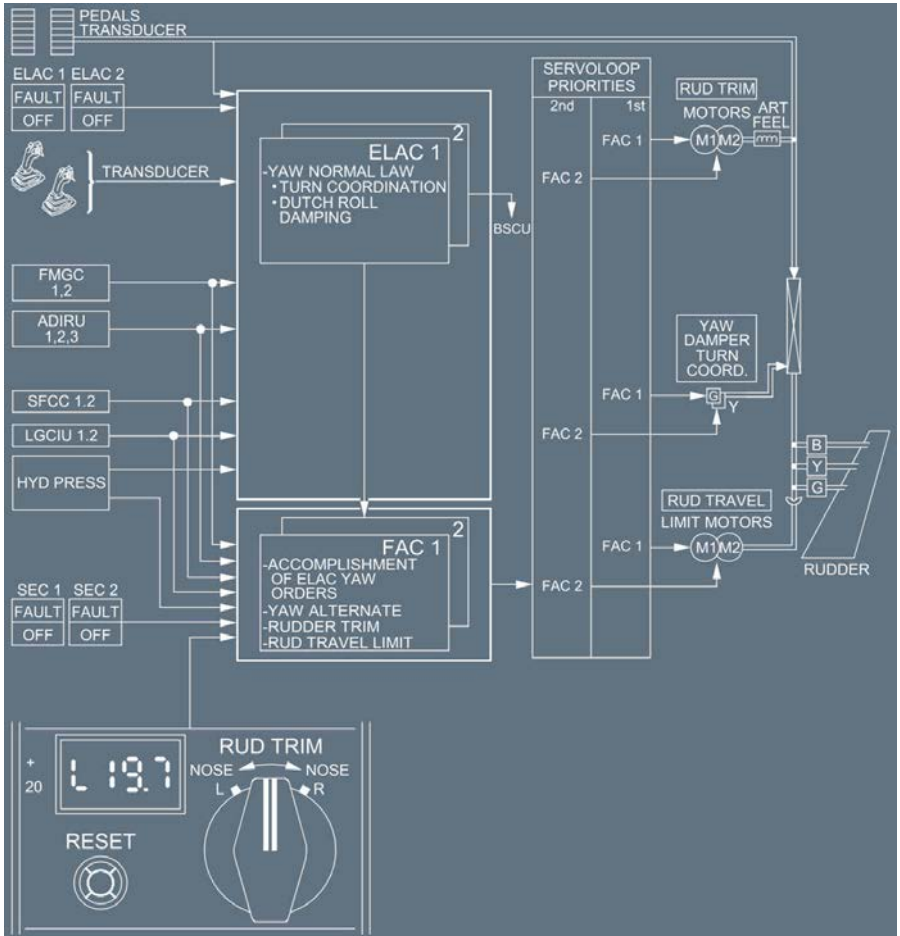 PEDALS
TRANSDUCER
ELAC 1 ELAC 2
FAULT FAULT
OFF OFF
TRANSDUCER
FMGC
1,2
ADIRU
1,2,3
SFCC 1.2
LGCIU 1.2
HYD PRESS
SEC 1 SEC 2
FAULT FAULT
OFF OFF
2
ELAC 1
-YAW NORMAL LAW
• TURN COORDINATION
• DUTCH ROLL
DAMPING
BSCU
2
FAC 1
-ACCOMPLISHMENT
OF ELAC YAW
ORDERS
-YAW ALTERNATE
-RUDDER TRIM
-RUD TRAVEL LIMIT
SERVOLOOP
PRIORITIES
2nd 1st
FAC 1
FAC 2
FAC 1
FAC 2
FAC 1
FAC 2
RUD TRIM
MOTORS
ART
FEEL
M1 M2
YAW
DAMPER
TURN
COORD.
G
Y
B
Y
G
RUD TRAVEL
LIMIT MOTORS
M1 M2
RUDDER
+
20
L 19.7
RUD TRIM
NOSE NOSE
L R
RESET